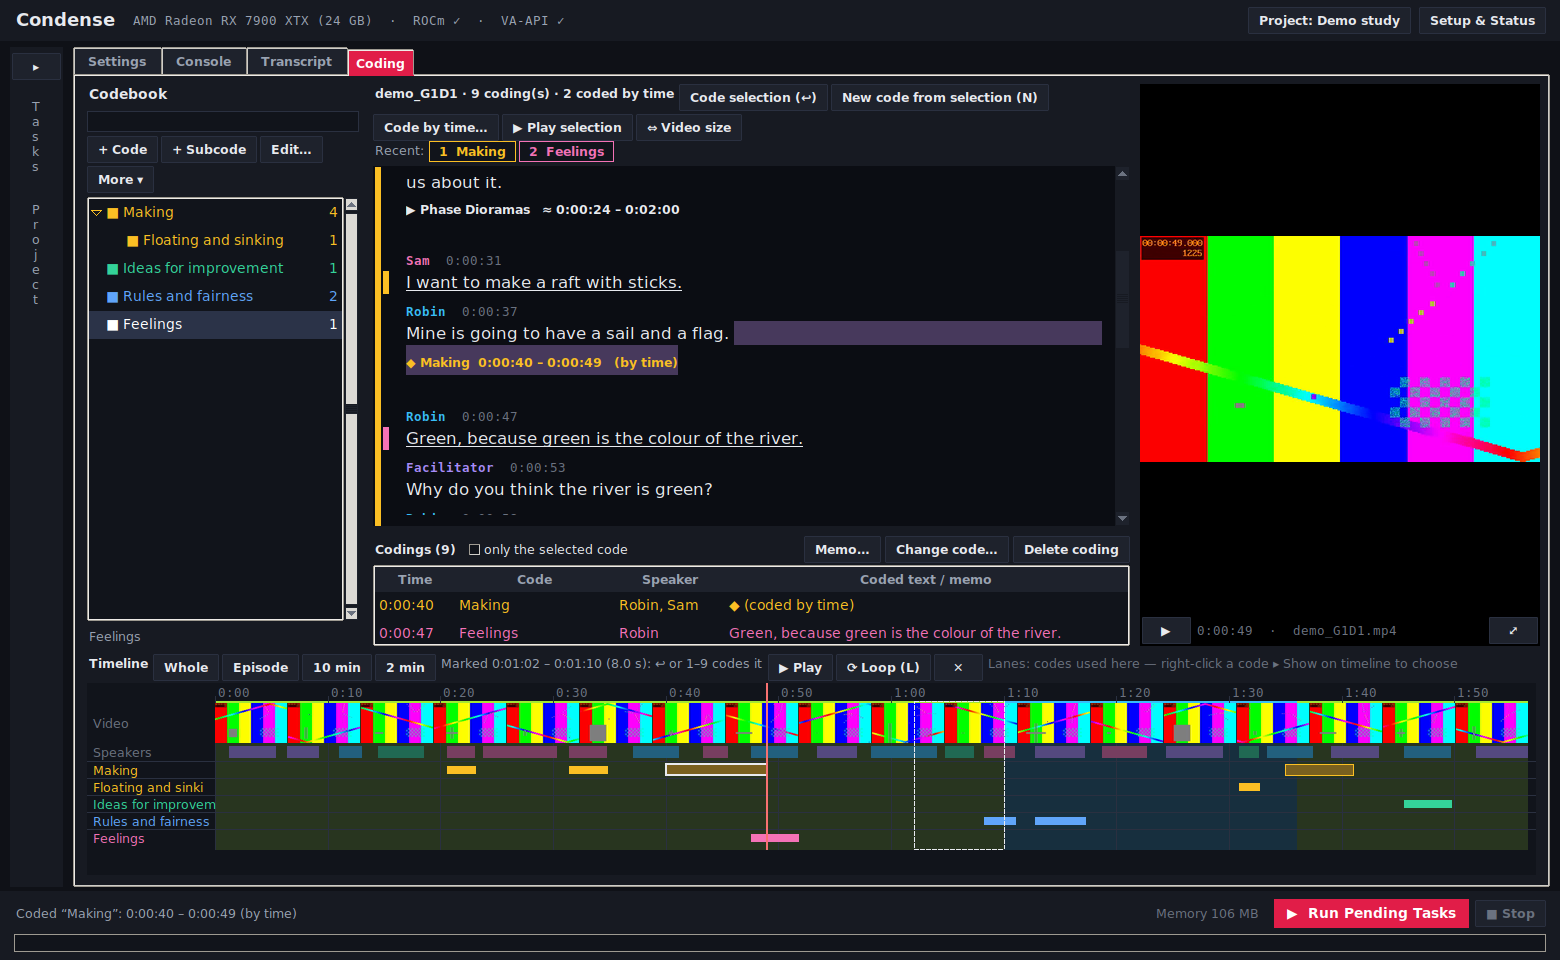 Condense AMD Radeon RX 7900 XTX (24 GB) · ROCm ✓ · VA-API ✓ Project: Demo study Setup & Status
Settings Console Transcript Coding
Tasks
Project
Codebook
+ Code + Subcode Edit…
More ▾
Making 4
Floating and sinking 1
Ideas for improvement 1
Rules and fairness 2
Feelings 1
Feelings
demo_G1D1 · 9 coding(s) · 2 coded by time Code selection (↩) New code from selection (N)
Code by time… ▶ Play selection ⇔ Video size
Recent: 1 Making 2 Feelings
us about it.
▶ Phase Dioramas ≈ 0:00:24 – 0:02:00
Sam 0:00:31
I want to make a raft with sticks.
Robin 0:00:37
Mine is going to have a sail and a flag.
◆ Making 0:00:40 – 0:00:49 (by time)
Robin 0:00:47
Green, because green is the colour of the river.
Facilitator 0:00:53
Why do you think the river is green?
Codings (9) only the selected code Memo… Change code… Delete coding
Time Code Speaker Coded text / memo
0:00:40 Making Robin, Sam ◆ (coded by time)
0:00:47 Feelings Robin Green, because green is the colour of the river.
00:00:49.000
1225
▶ 0:00:49 · demo_G1D1.mp4 ⤢
Timeline Whole Episode 10 min 2 min Marked 0:01:02 – 0:01:10 (8.0 s): ↩ or 1–9 codes it ▶ Play ⟳ Loop (L) ✕ Lanes: codes used here — right-click a code ▸ Show on timeline to choose
0:00 0:10 0:20 0:30 0:40 0:50 1:00 1:10 1:20 1:30 1:40 1:50
Video
Speakers
Making
Floating and sinki
Ideas for improvem
Rules and fairness
Feelings
Coded “Making”: 0:00:40 – 0:00:49 (by time) Memory 106 MB ▶ Run Pending Tasks ■ Stop